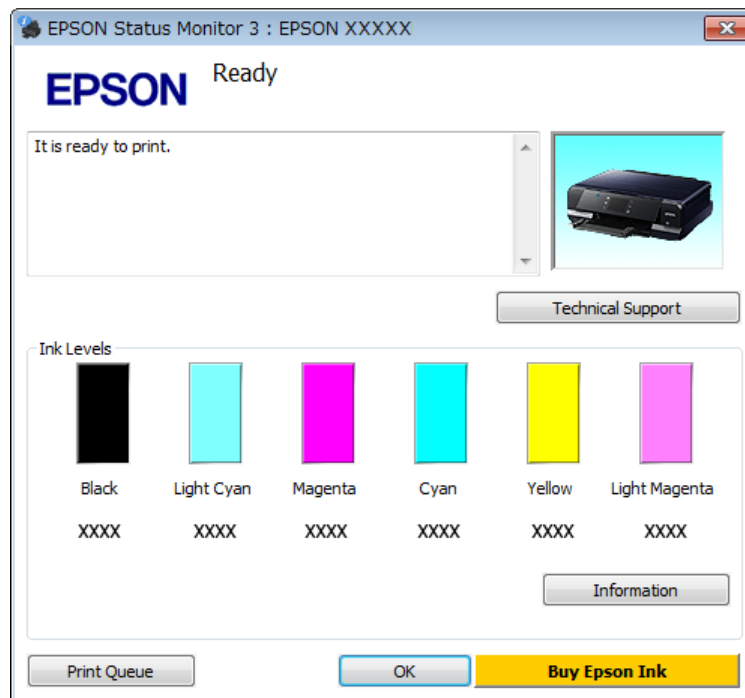 EPSON Status Monitor 3 : EPSON XXXXX
EPSON
Ready
It is ready to print.
Technical Support
Ink Levels
Black Light Cyan Magenta Cyan Yellow Light Magenta
XXXX XXXX XXXX XXXX XXXX XXXX
Information
Print Queue OK Buy Epson Ink